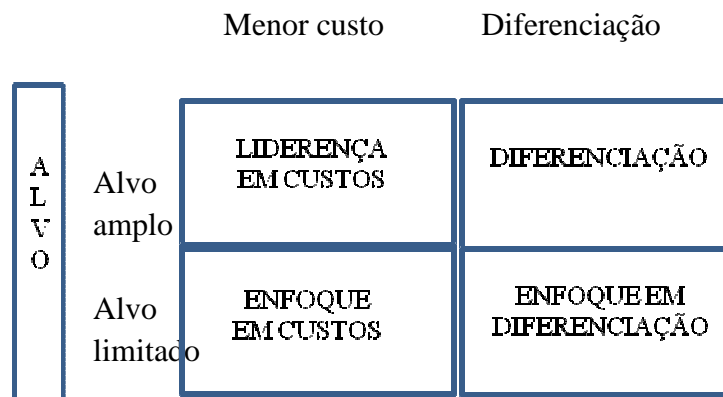 Menor custo Diferenciação
A
L
V
O
Alvo
amplo
LIDERENÇA
EM CUSTOS
DIFERENCIAÇÃO
Alvo
limitado
ENFOQUE
EM CUSTOS
ENFOQUE EM
DIFERENCIAÇÃO